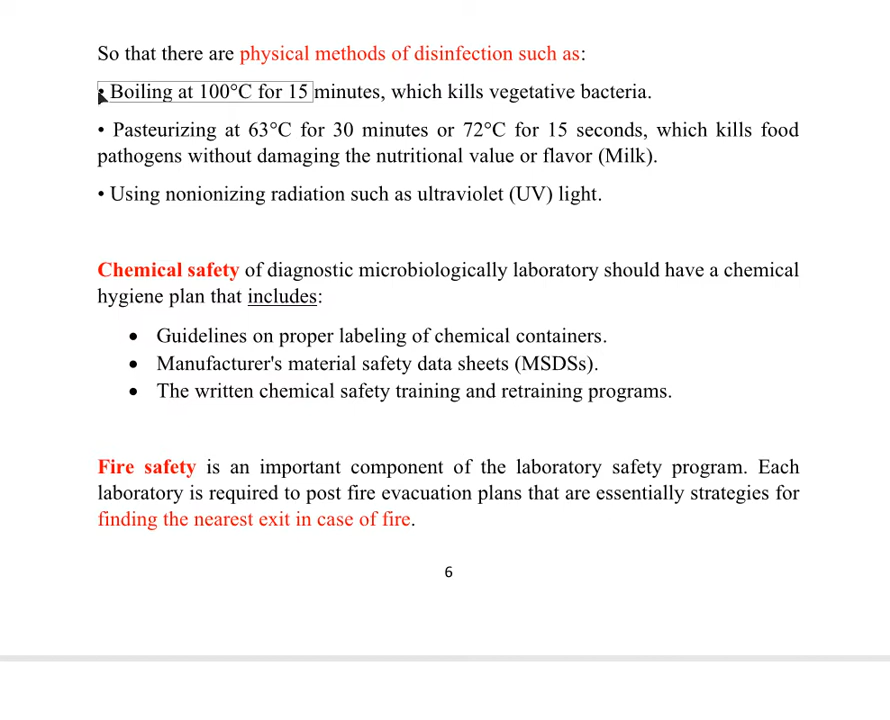 So that there are physical methods of disinfection such as:
• Boiling at 100°C for 15 minutes, which kills vegetative bacteria.
• Pasteurizing at 63°C for 30 minutes or 72°C for 15 seconds, which kills food
pathogens without damaging the nutritional value or flavor (Milk).
• Using nonionizing radiation such as ultraviolet (UV) light.
Chemical safety of diagnostic microbiologically laboratory should have a chemical
hygiene plan that includes:
• Guidelines on proper labeling of chemical containers.
• Manufacturer's material safety data sheets (MSDSs).
• The written chemical safety training and retraining programs.
Fire safety is an important component of the laboratory safety program. Each
laboratory is required to post fire evacuation plans that are essentially strategies for
finding the nearest exit in case of fire.
6